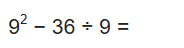 9² − 36 ÷ 9 =